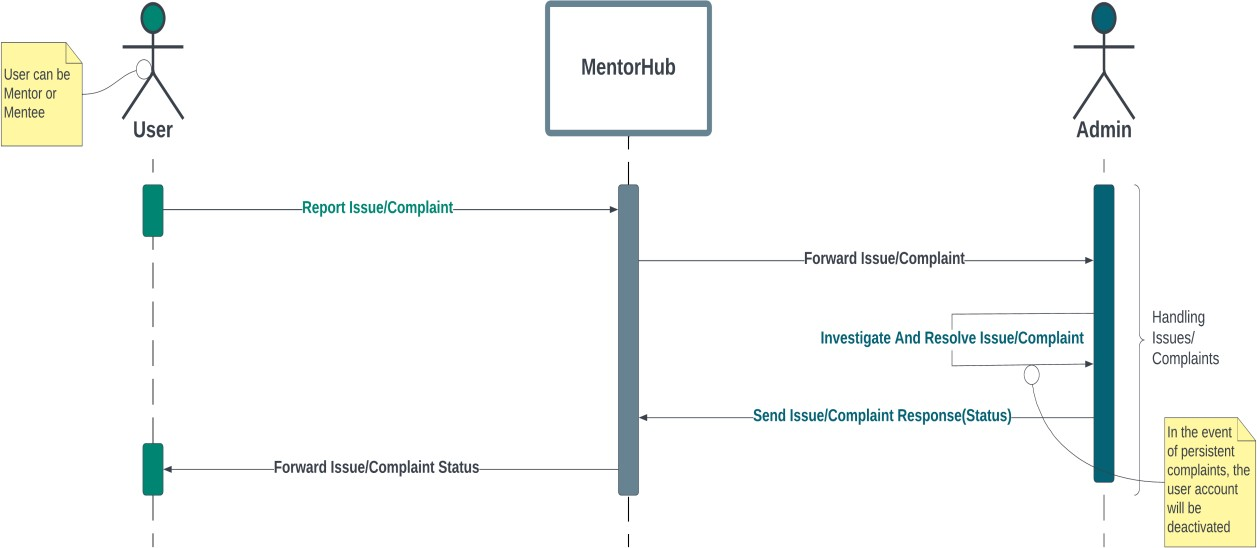 User can be
Mentor or
Mentee
User
MentorHub
Admin
Report Issue/Complaint
Forward Issue/Complaint
Investigate And Resolve Issue/Complaint
Handling
Issues/
Complaints
Send Issue/Complaint Response(Status)
Forward Issue/Complaint Status
In the event
of persistent
complaints, the
user account
will be
deactivated